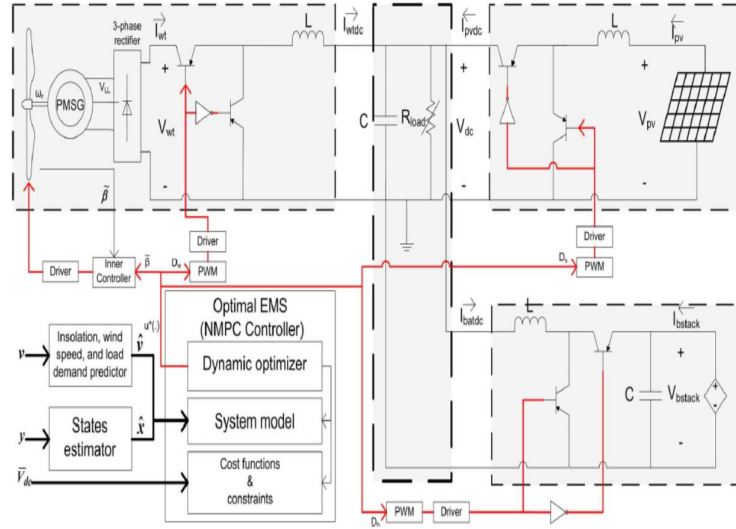 3-phase
rectifier
I_wt
L
I_wtdc
I_pvdc
L
I_pv
ω_r
PMSG
V_LL
+
V_wt
-
C
R_load
+
V_dc
-
+
V_pv
-
β̃
Driver
Inner
Controller
β̄
D_w
Driver
PWM
Driver
D_s
PWM
Optimal EMS
(NMPC Controller)
Dynamic optimizer
System model
Cost functions
&
constraints
u*(.)
v
Insolation, wind
speed, and load
demand predictor
v̂
y
States
estimator
x̂
V̄_dc
I_batdc
L
I_bstack
C
+
V_bstack
-
+
-
D_b
PWM
Driver